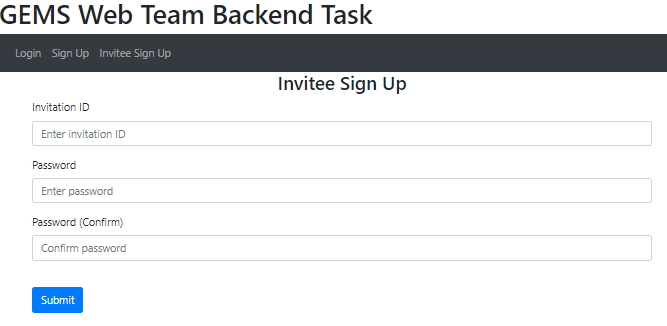 GEMS Web Team Backend Task
Login Sign Up Invitee Sign Up
Invitee Sign Up
Invitation ID
Enter invitation ID
Password
Enter password
Password (Confirm)
Confirm password
Submit